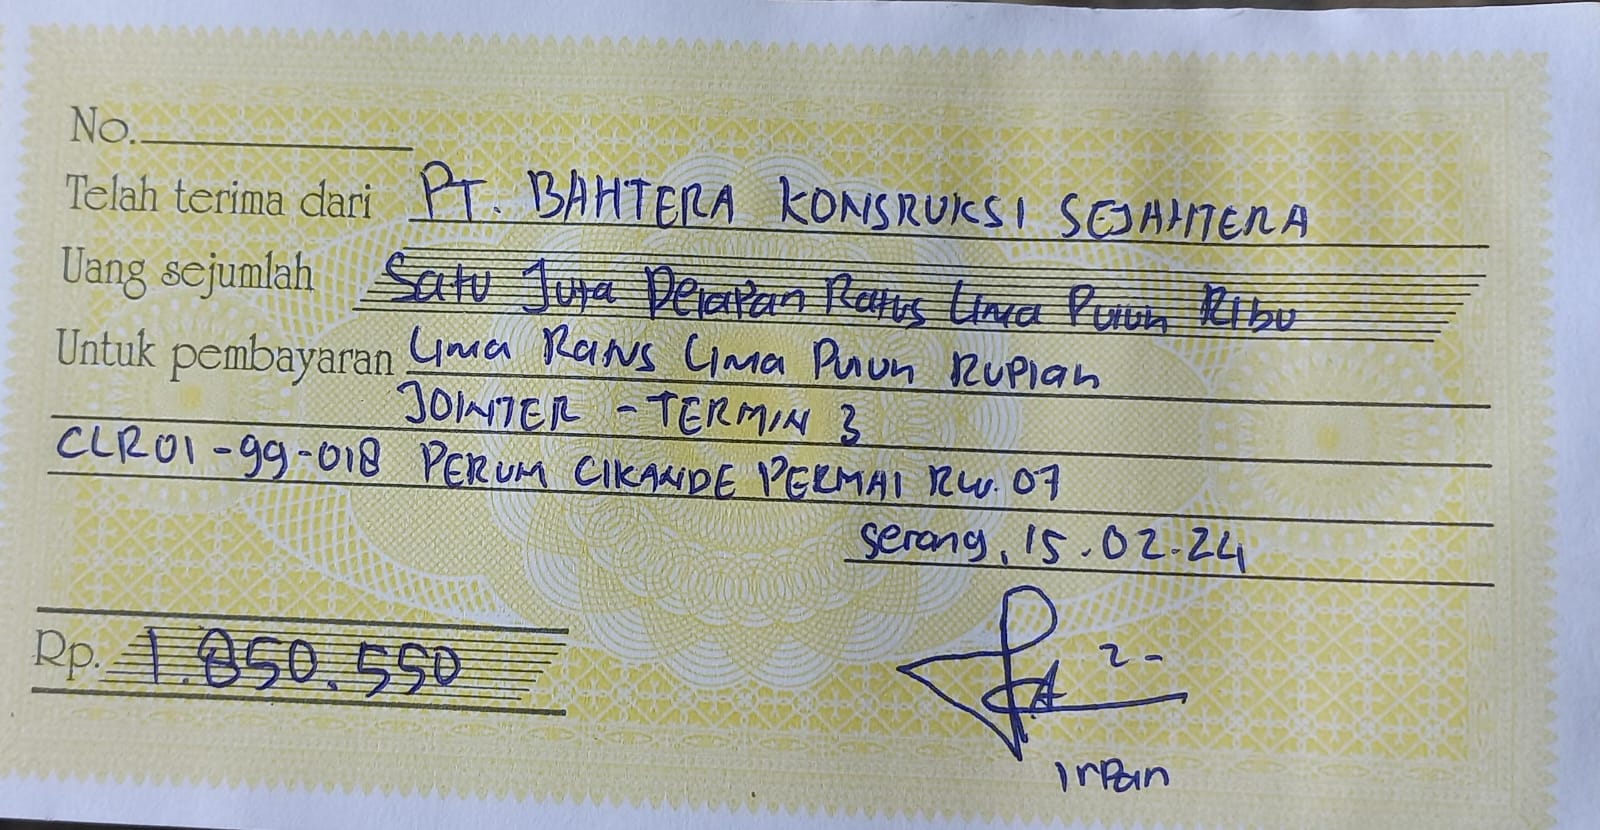 No.
Telah terima dari PT. BAHTERA KONSRUKSI SEJAHTERA
Uang sejumlah Satu Juta Delapan Ratus Lima Puluh Ribu
Untuk pembayaran Lima Ratus Lima Puluh Rupiah
JOINTER - TERMIN 3
CLR01-99-018 PERUM CIKANDE PERMAI RW. 07
Serang, 15.02.24
Rp. 1.850.550
Irpan